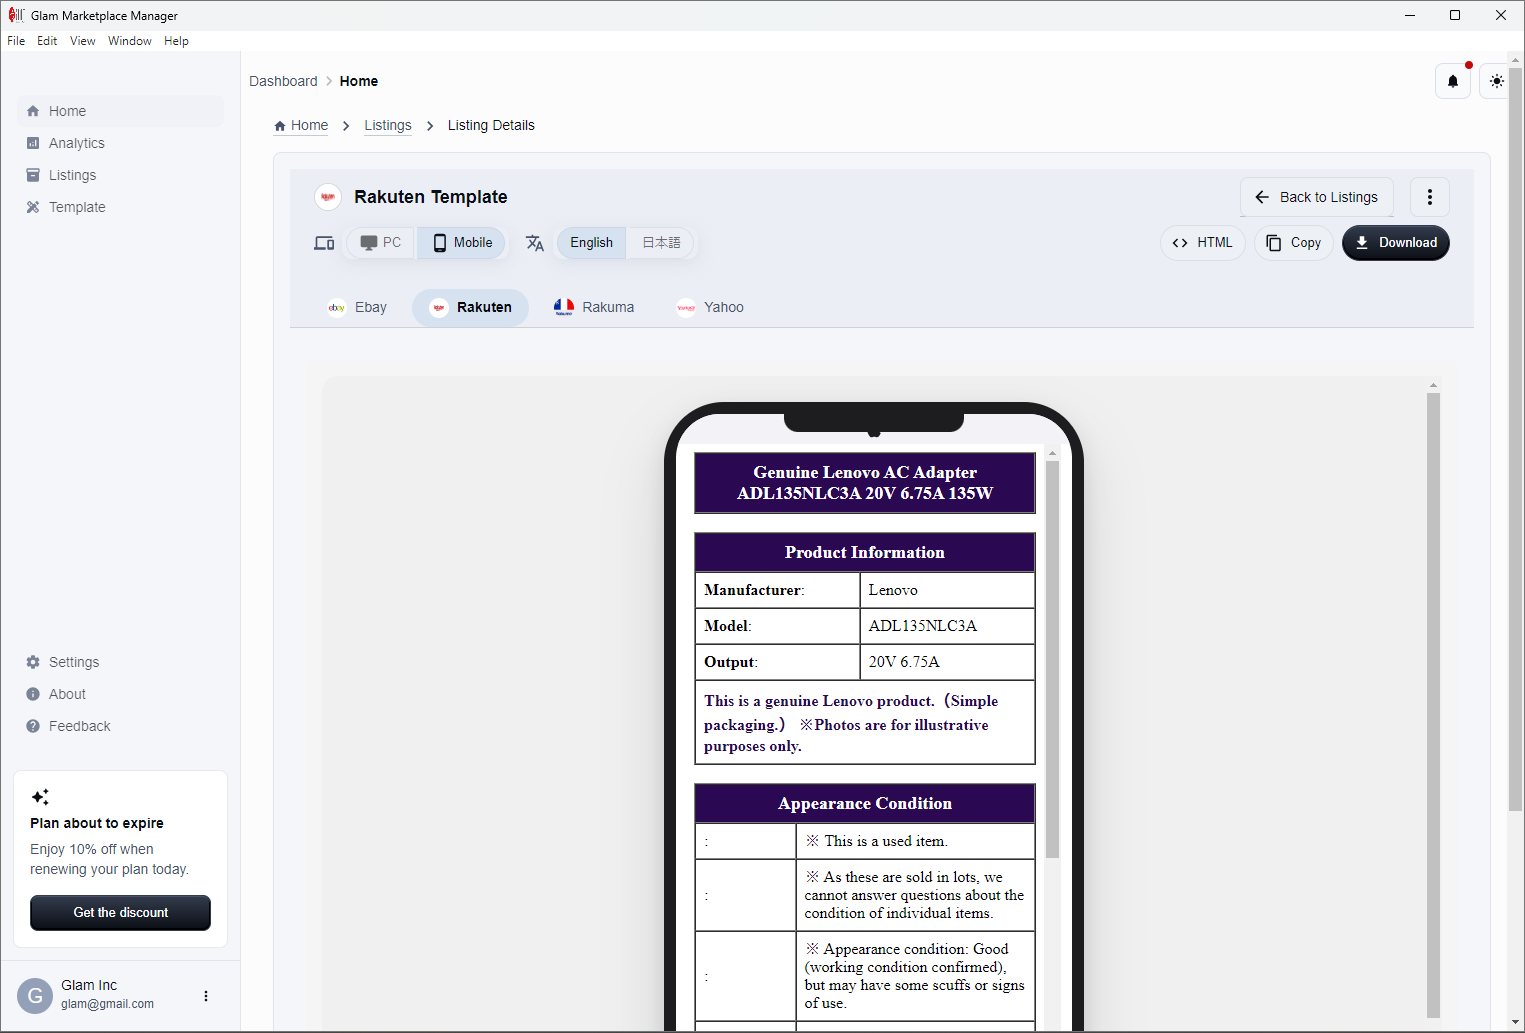 Glam Marketplace Manager
File Edit View Window Help
Dashboard Home
Home Listings Listing Details
Home
Analytics
Listings
Template
Rakuten Template
Back to Listings
PC Mobile English 日本語
HTML Copy Download
ebay Ebay Rakuten Rakuma Yahoo
Genuine Lenovo AC Adapter
ADL135NLC3A 20V 6.75A 135W
Product Information
Manufacturer: Lenovo
Model: ADL135NLC3A
Output: 20V 6.75A
This is a genuine Lenovo product.（Simple
packaging.） ※Photos are for illustrative
purposes only.
Appearance Condition
: ※ This is a used item.
: ※ As these are sold in lots, we
cannot answer questions about the
condition of individual items.
: ※ Appearance condition: Good
(working condition confirmed),
but may have some scuffs or signs
of use.
Settings
About
Feedback
Plan about to expire
Enjoy 10% off when
renewing your plan today.
Get the discount
G
Glam Inc
glam@gmail.com